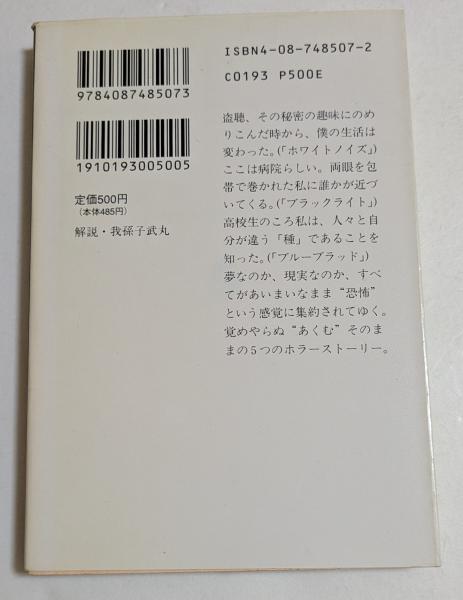 ISBN4-08-748507-2
C0193 P500E
9784087485073
1910193005005
定価500円
(本体485円)
解説・我孫子武丸
盗聴、その秘密の趣味にのめ
りこんだ時から、僕の生活は
変わった。(「ホワイトノイズ」)
ここは病院らしい。両眼を包
帯で巻かれた私に誰かが近づ
いてくる。(「ブラックライト」)
高校生のころ私は、人々と自
分が違う「種」であることを
知った。(「ブルーブラッド」)
夢なのか、現実なのか、すべ
てがあいまいなまま“恐怖”
という感覚に集約されてゆく。
覚めやらぬ“あくむ”そのま
まの5つのホラーストーリー。